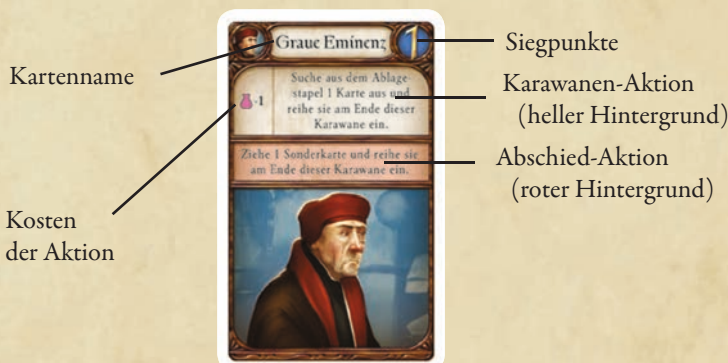 Graue Eminenz 1
Siegpunkte
Kartenname
Suche aus dem Ablage-
stapel 1 Karte aus und
reihe sie am Ende dieser
Karawane ein.
-1
Karawanen-Aktion
(heller Hintergrund)
Ziehe 1 Sonderkarte und reihe sie
am Ende dieser Karawane ein.
Abschied-Aktion
(roter Hintergrund)
Kosten
der Aktion